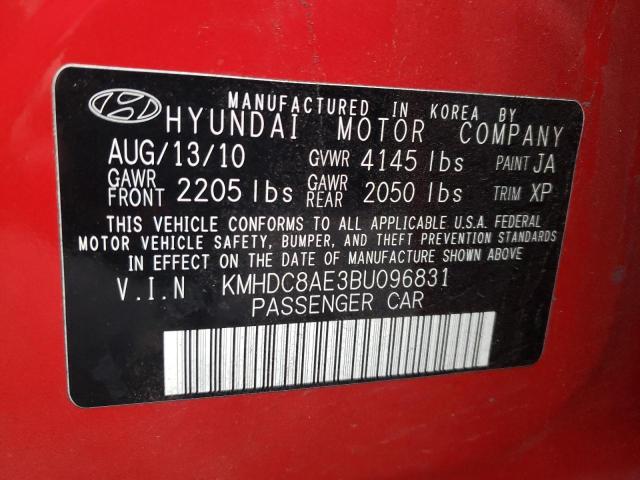 MANUFACTURED IN KOREA BY
HYUNDAI MOTOR COMPANY
AUG/13/10 GVWR 4145 lbs PAINT JA
GAWR FRONT 2205 lbs GAWR REAR 2050 lbs TRIM XP
THIS VEHICLE CONFORMS TO ALL APPLICABLE U.S.A. FEDERAL
MOTOR VEHICLE SAFETY, BUMPER, AND THEFT PREVENTION STANDARDS
IN EFFECT ON THE DATE OF MANUFACTURE SHOWN ABOVE.
V.I.N KMHDC8AE3BU096831
PASSENGER CAR